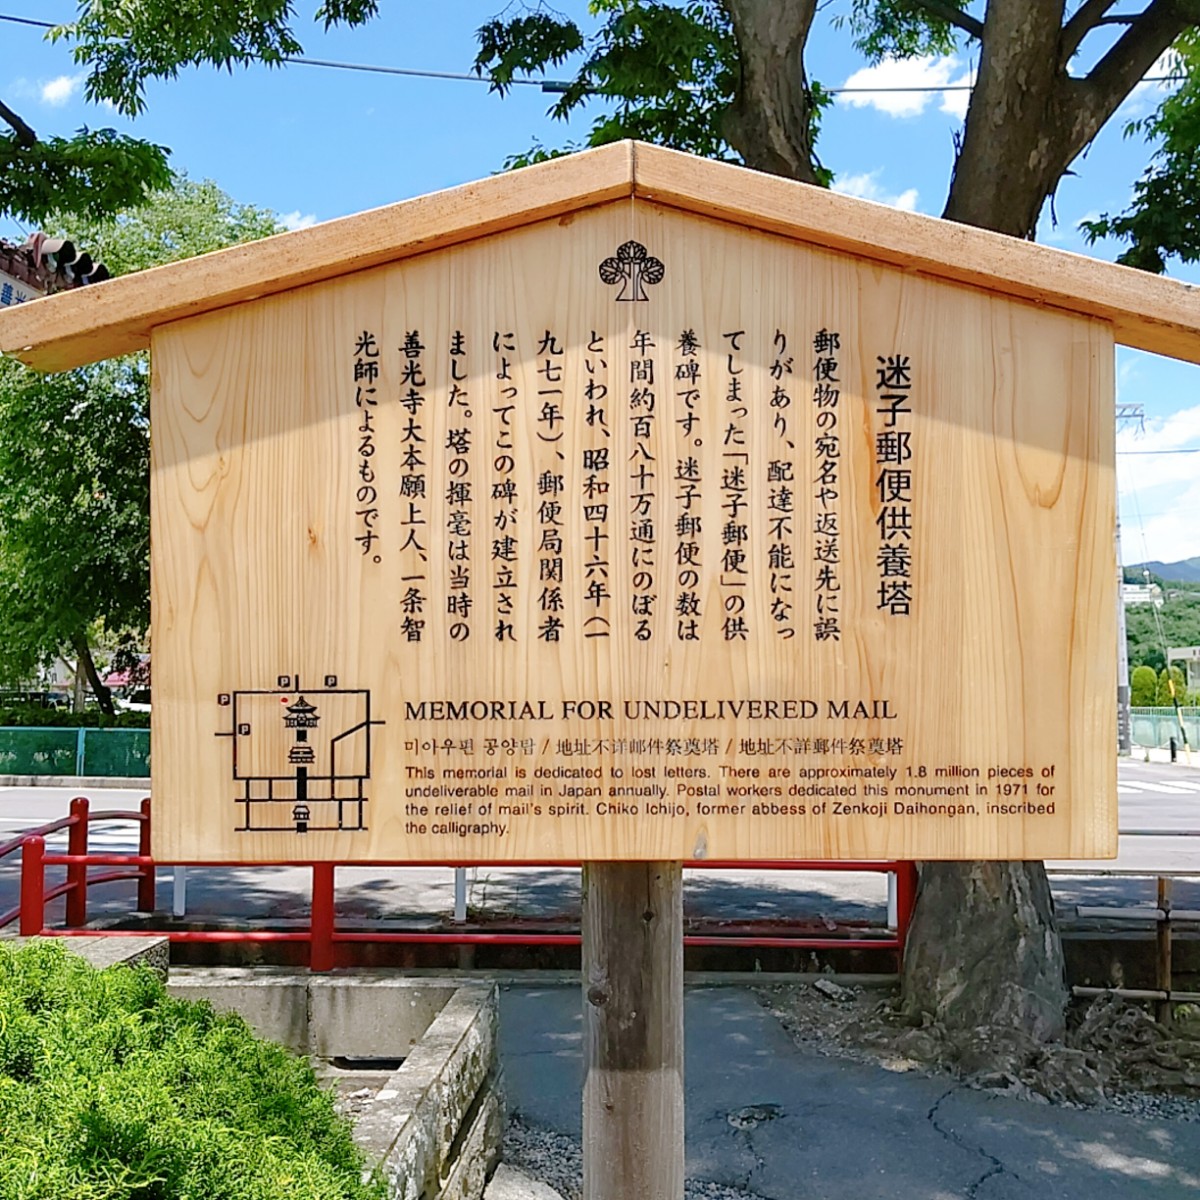 迷子郵便供養塔
郵便物の宛名や返送先に誤
りがあり、配達不能になっ
てしまった「迷子郵便」の供
養碑です。迷子郵便の数は
年間約百八十万通にのぼる
といわれ、昭和四十六年（一
九七一年）、郵便局関係者
によってこの碑が建立され
ました。塔の揮毫は当時の
善光寺大本願上人、一条智
光師によるものです。
MEMORIAL FOR UNDELIVERED MAIL
미아우편 공양탑 / 地址不详邮件祭奠塔 / 地址不詳郵件祭奠塔
This memorial is dedicated to lost letters. There are approximately 1.8 million pieces of
undeliverable mail in Japan annually. Postal workers dedicated this monument in 1971 for
the relief of mail's spirit. Chiko Ichijo, former abbess of Zenkoji Daihongan, inscribed
the calligraphy.
P
P
P
P
善光